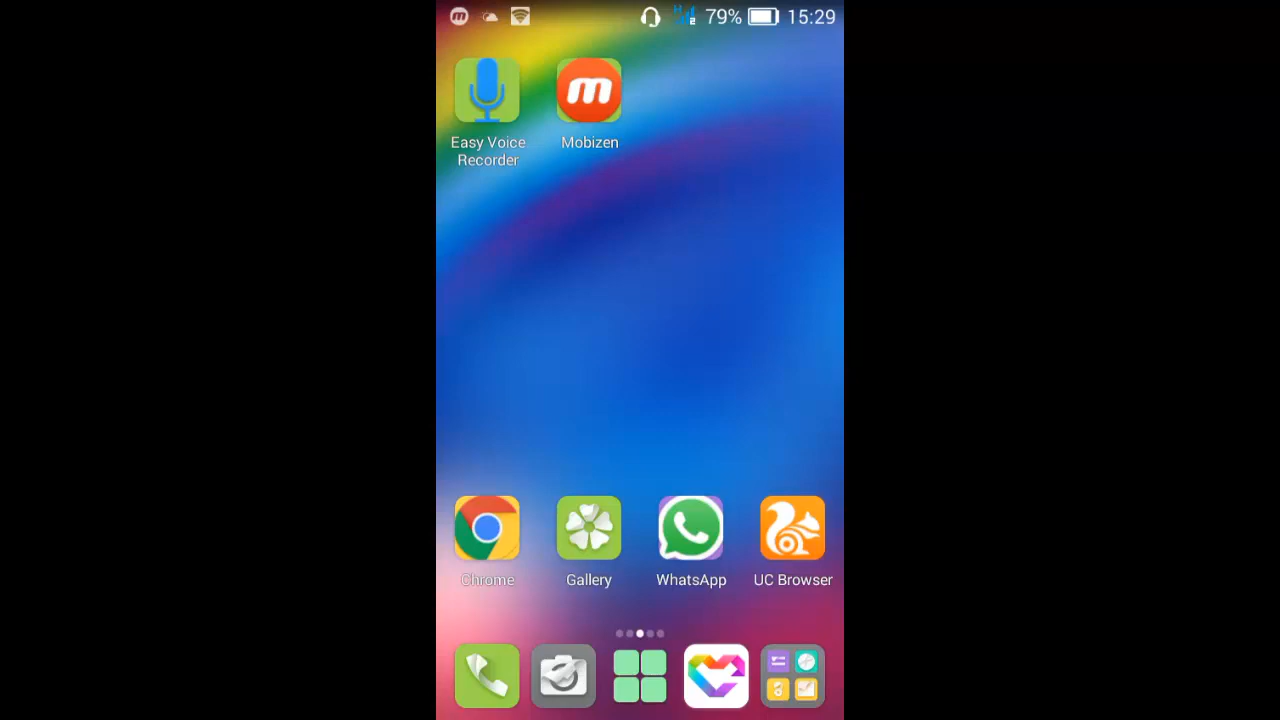 79% 15:29
Easy Voice
Recorder
Mobizen
Chrome
Gallery
WhatsApp
UC Browser